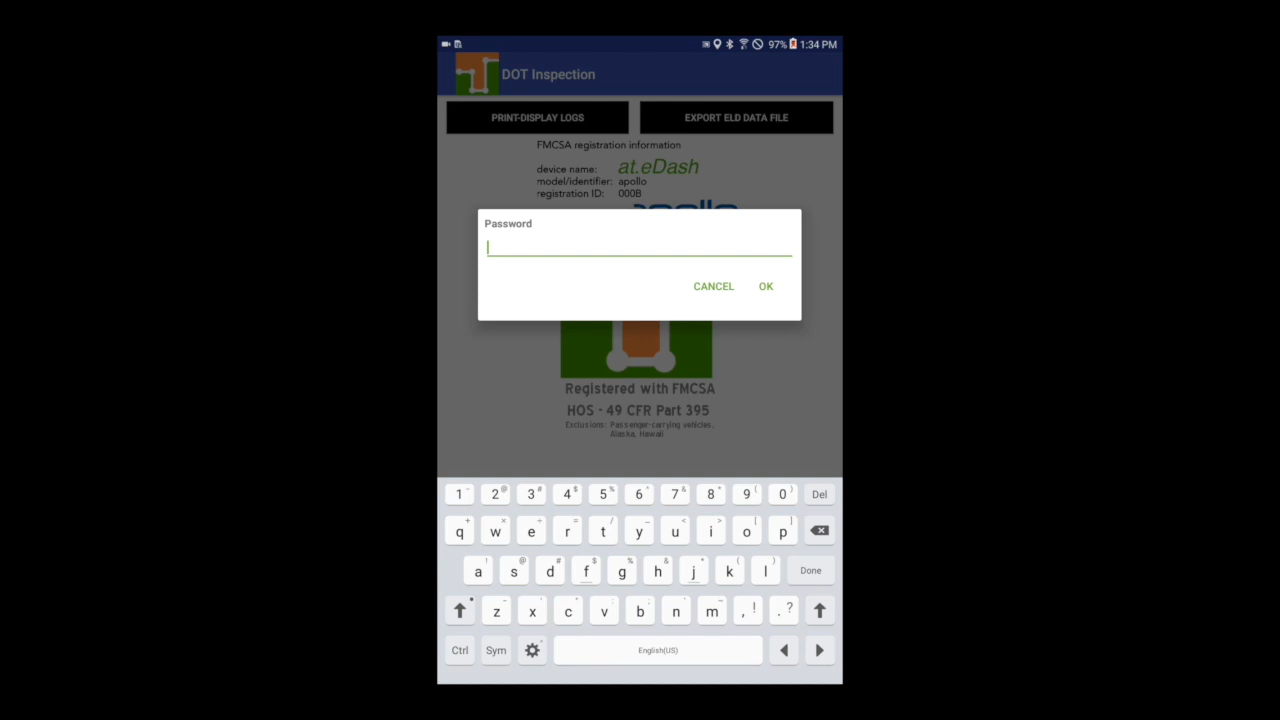 97% 1:34 PM
DOT Inspection
PRINT-DISPLAY LOGS EXPORT ELD DATA FILE
FMCSA registration information
device name: at.eDash
model/identifier: apollo
registration ID: 000B
Password
CANCEL OK
Registered with FMCSA
HOS - 49 CFR Part 395
Exclusions: Passenger-carrying vehicles,
Alaska, Hawaii
1 2 3 4 5 6 7 8 9 0 Del
q w e r t y u i o p
a s d f g h j k l Done
z x c v b n m , ! . ?
Ctrl Sym English(US)